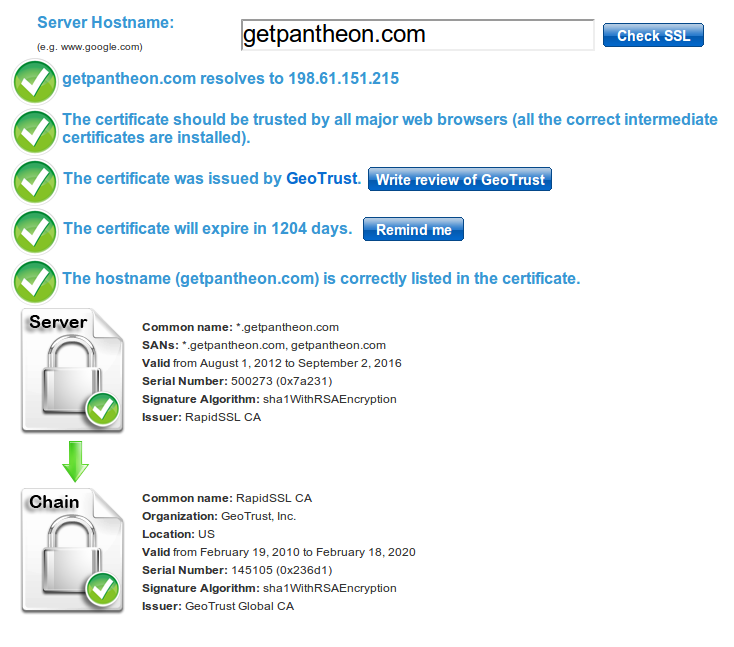 Server Hostname:
(e.g. www.google.com)
getpantheon.com
Check SSL
getpantheon.com resolves to 198.61.151.215
The certificate should be trusted by all major web browsers (all the correct intermediate
certificates are installed).
The certificate was issued by GeoTrust. Write review of GeoTrust
The certificate will expire in 1204 days. Remind me
The hostname (getpantheon.com) is correctly listed in the certificate.
Server
Common name: *.getpantheon.com
SANs: *.getpantheon.com, getpantheon.com
Valid from August 1, 2012 to September 2, 2016
Serial Number: 500273 (0x7a231)
Signature Algorithm: sha1WithRSAEncryption
Issuer: RapidSSL CA
Chain
Common name: RapidSSL CA
Organization: GeoTrust, Inc.
Location: US
Valid from February 19, 2010 to February 18, 2020
Serial Number: 145105 (0x236d1)
Signature Algorithm: sha1WithRSAEncryption
Issuer: GeoTrust Global CA